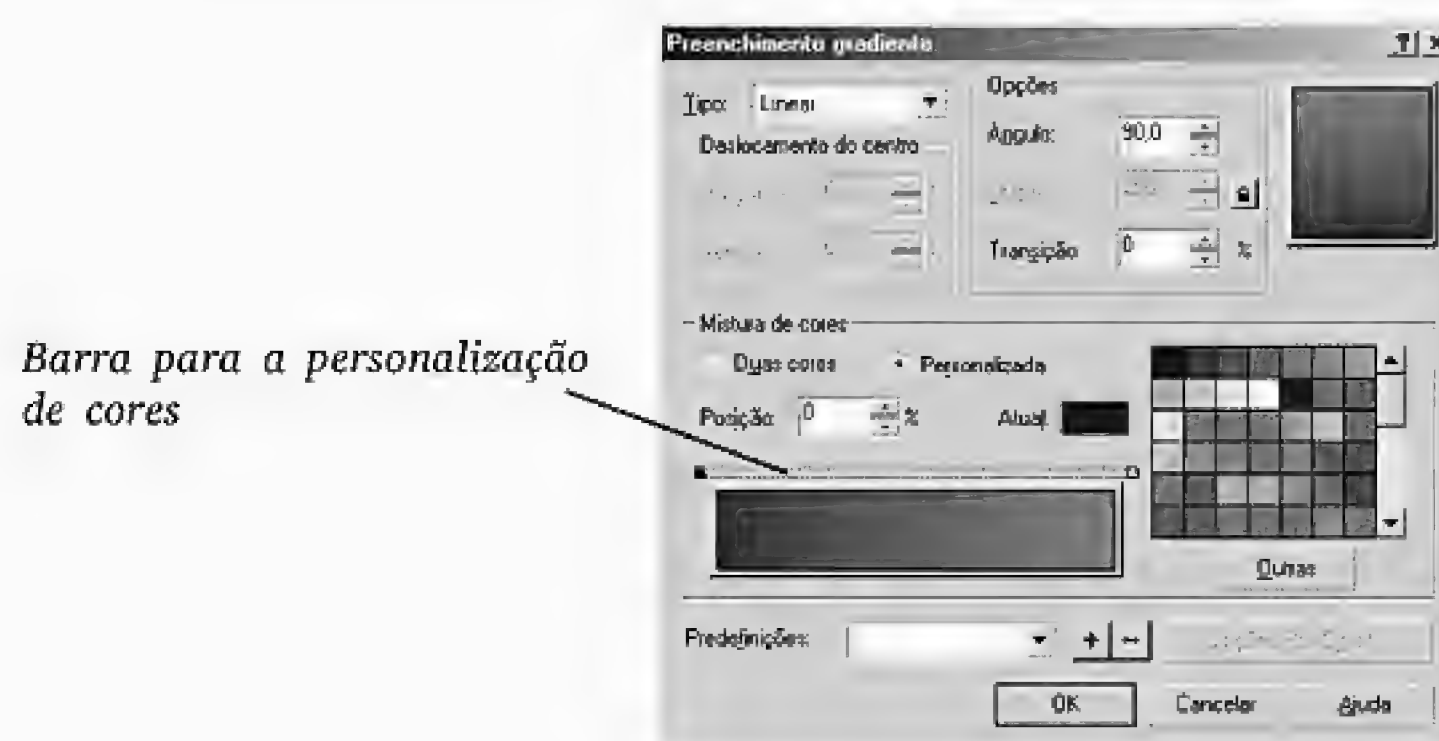 Preenchimento gradiente
Tipo: Linear
Opções
Deslocamento do centro
Ângulo: 90,0
Transição 0 %
Mistura de cores
Barra para a personalização
de cores
Duas cores Personalizada
Posição: 0 % Atual
Outras
Predefinições:
OK Cancelar Ajuda